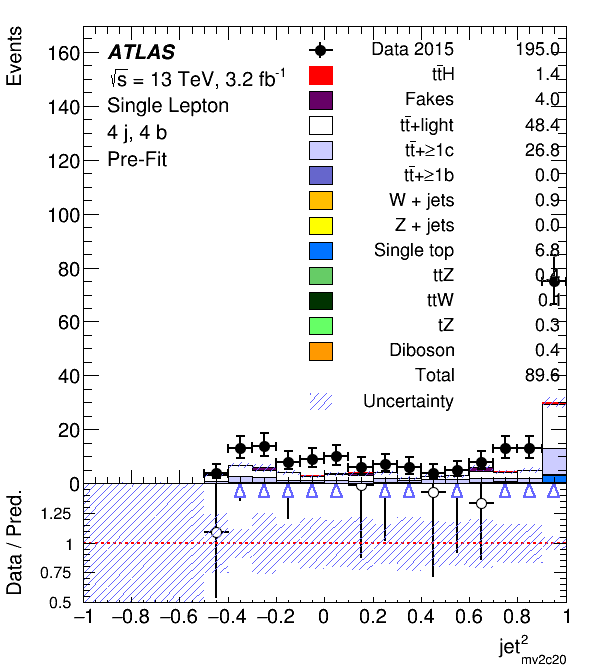 Events
160
140
120
100
80
60
40
20
0
ATLAS
√s = 13 TeV, 3.2 fb⁻¹
Single Lepton
4 j, 4 b
Pre-Fit
Data 2015 195.0
tt̄H 1.4
Fakes 4.0
tt̄+light 48.4
tt̄+≥1c 26.8
tt̄+≥1b 0.0
W + jets 0.9
Z + jets 0.0
Single top 6.8
ttZ
ttW 0.1
tZ 0.3
Diboson 0.4
Total 89.6
Uncertainty
Data / Pred.
1.25
1
0.75
0.5
−1 −0.8 −0.6 −0.4 −0.2 0 0.2 0.4 0.6 0.8 1
jet²mv2c20